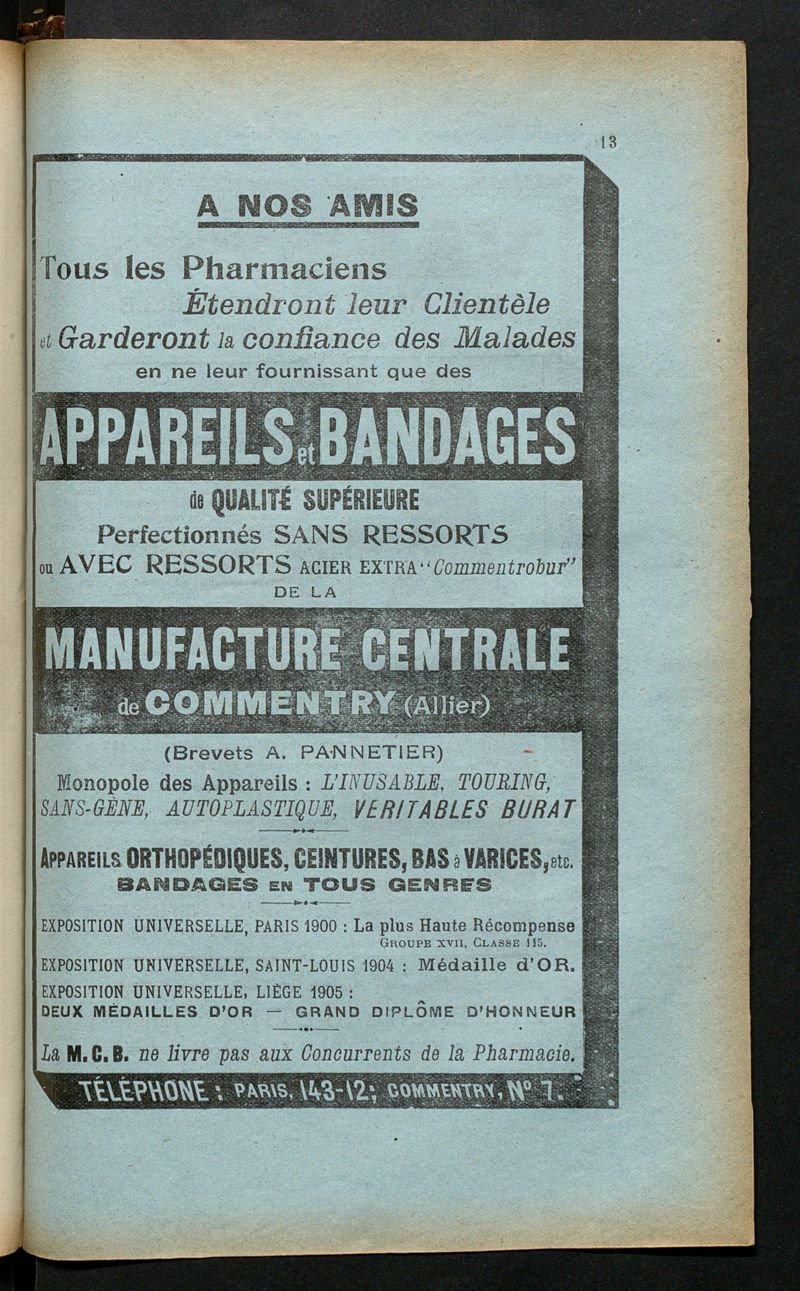 13
A NOS AMIS
Tous les Pharmaciens
Étendront leur Clientèle
et Garderont la confiance des Malades
en ne leur fournissant que des
APPAREILS et BANDAGES
de QUALITÉ SUPÉRIEURE
Perfectionnés SANS RESSORTS
ou AVEC RESSORTS ACIER EXTRA "Commentrobur"
DE LA
MANUFACTURE CENTRALE
de COMMENTRY (Allier)
(Brevets A. PANNETIER)
Monopole des Appareils : L'INUSABLE, TOURING,
SANS-GÊNE, AUTOPLASTIQUE, VÉRITABLES BURAT
APPAREILS ORTHOPÉDIQUES, CEINTURES, BAS à VARICES, etc.
BANDAGES EN TOUS GENRES
EXPOSITION UNIVERSELLE, PARIS 1900 : La plus Haute Récompense
GROUPE XVII, CLASSE 115.
EXPOSITION UNIVERSELLE, SAINT-LOUIS 1904 : Médaille d'OR.
EXPOSITION UNIVERSELLE, LIÈGE 1905 :
DEUX MÉDAILLES D'OR — GRAND DIPLÔME D'HONNEUR
La M. C. B. ne livre pas aux Concurrents de la Pharmacie.
TÉLÉPHONE : PARIS, 143-12; COMMENTRY, Nº 7.